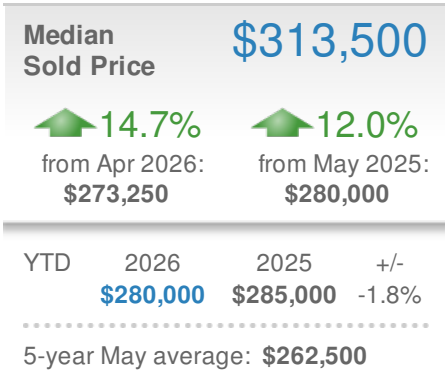 Median $313,500
Sold Price
14.7% 12.0%
from Apr 2026: from May 2025:
$273,250 $280,000
YTD 2026 2025 +/-
$280,000 $285,000 -1.8%
5-year May average: $262,500